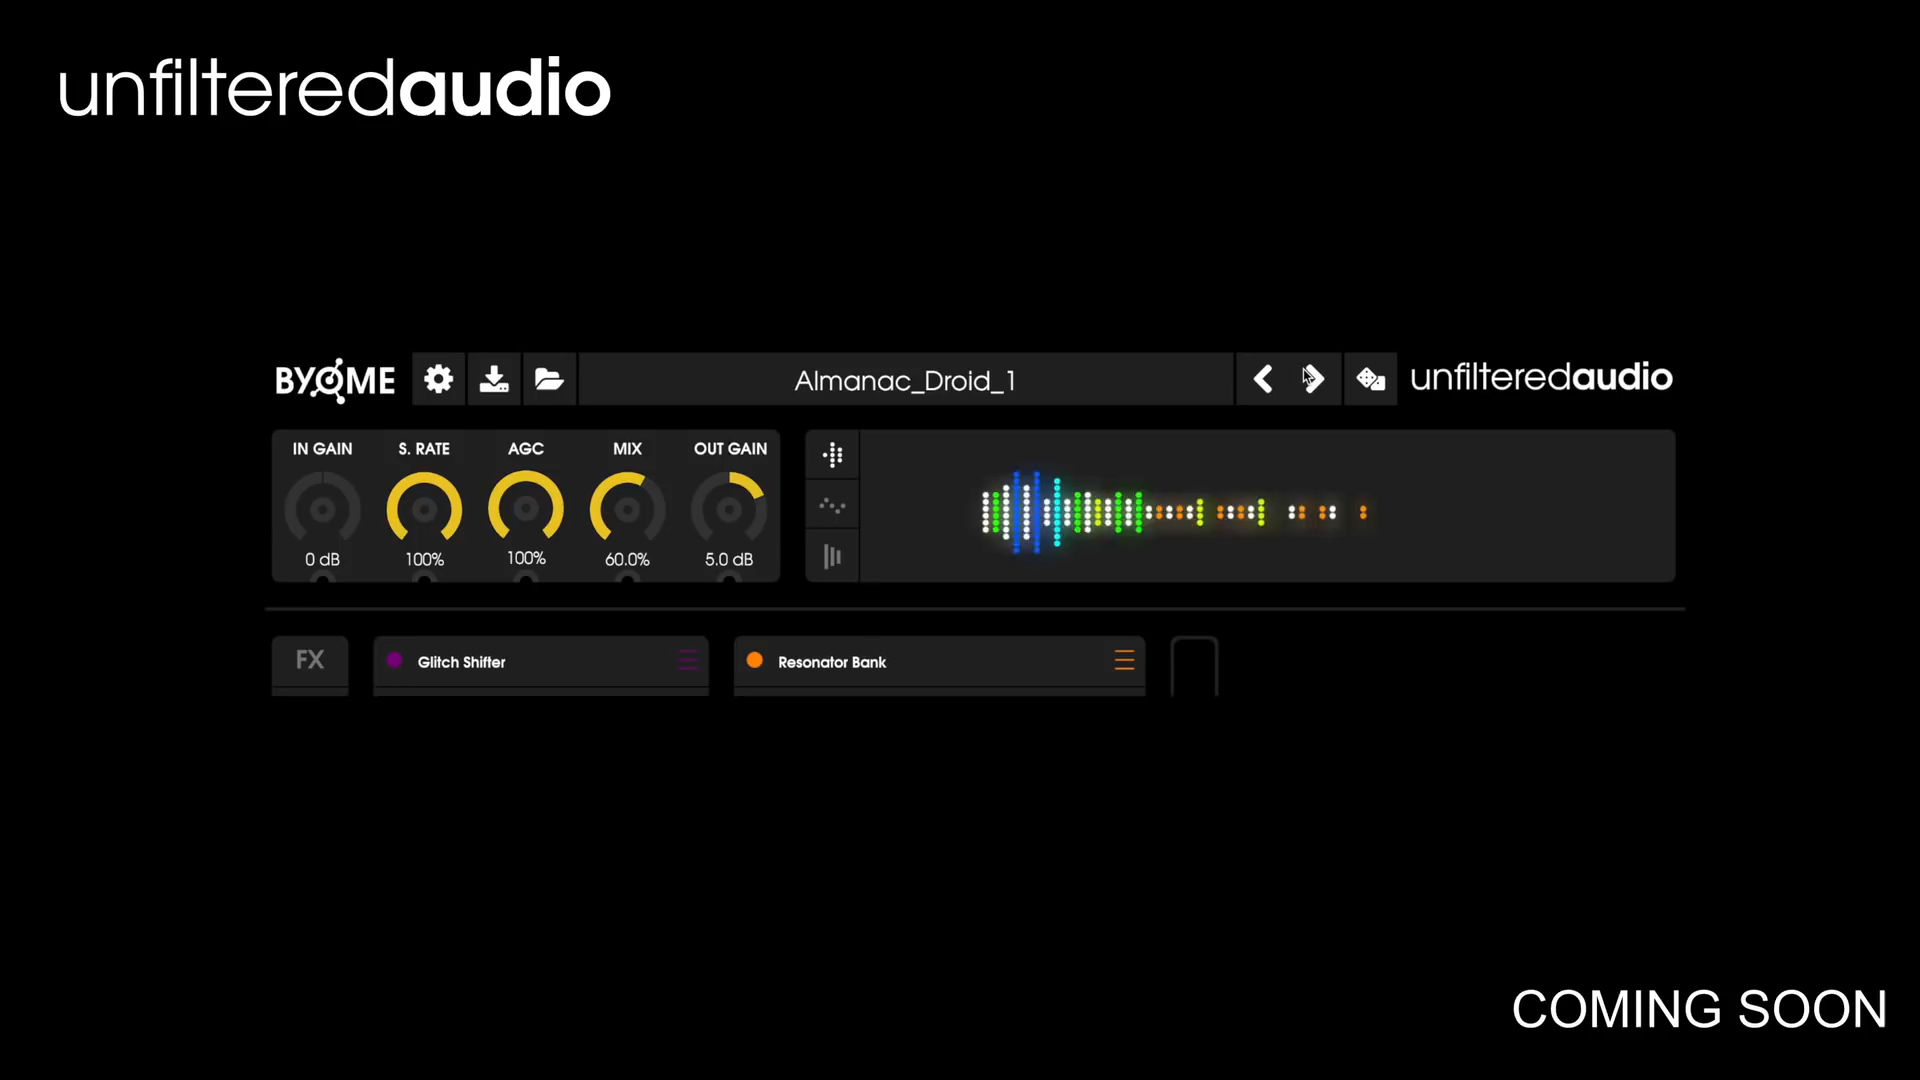 unfilteredaudio
BYOME
Almanac_Droid_1
unfilteredaudio
IN GAIN S. RATE AGC MIX OUT GAIN
0 dB 100% 100% 60.0% 5.0 dB
FX Glitch Shifter Resonator Bank
COMING SOON